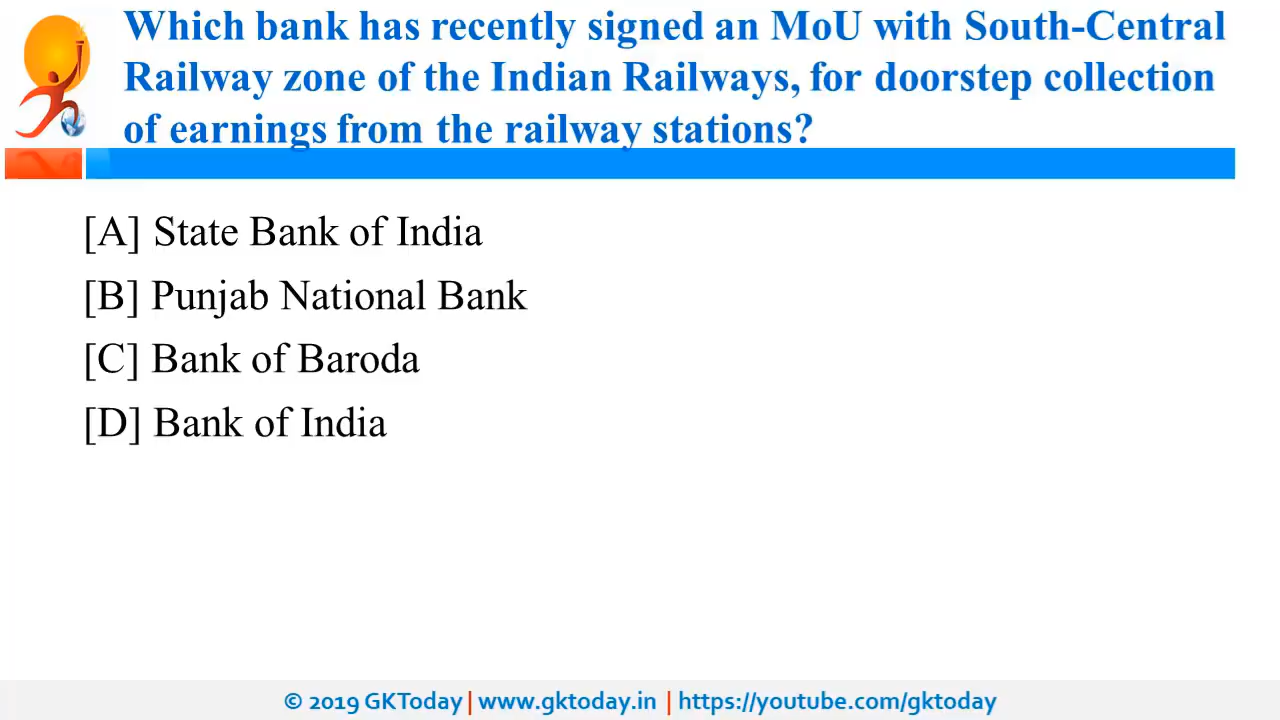 Which bank has recently signed an MoU with South-Central
Railway zone of the Indian Railways, for doorstep collection
of earnings from the railway stations?
[A] State Bank of India
[B] Punjab National Bank
[C] Bank of Baroda
[D] Bank of India
© 2019 GKToday | www.gktoday.in | https://youtube.com/gktoday